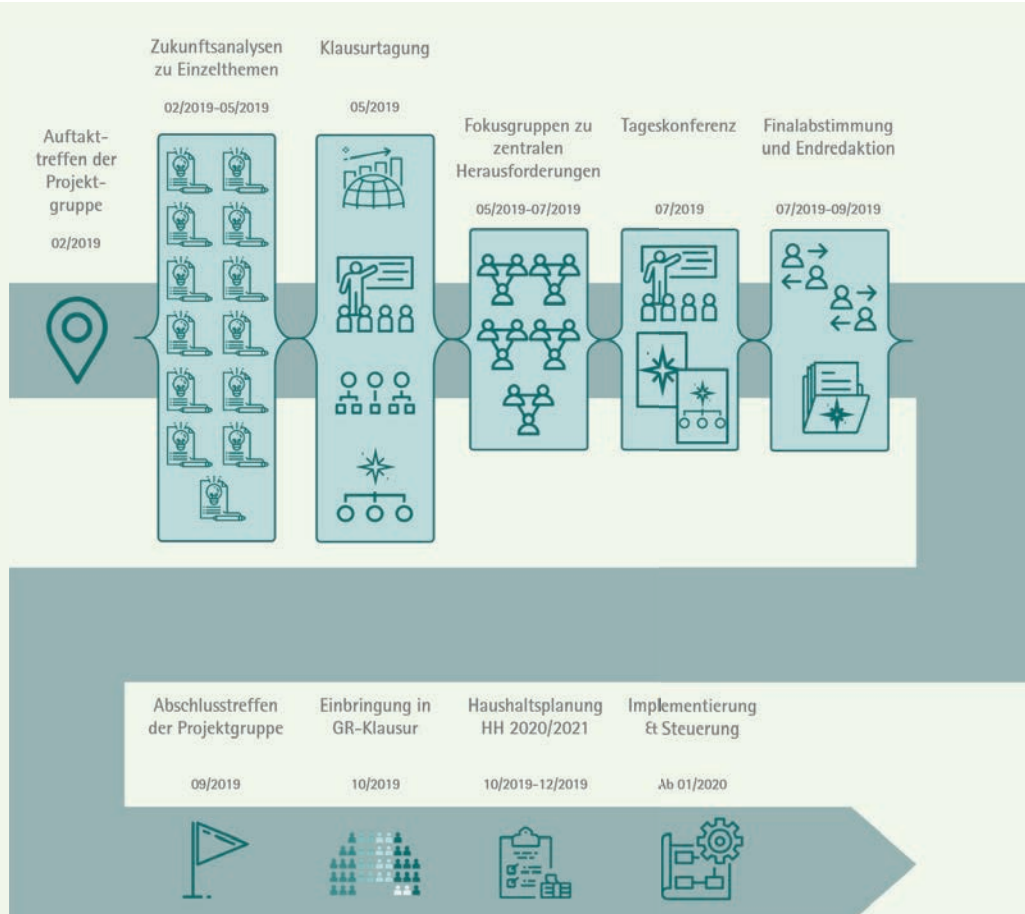 Auftakt-
treffen der
Projekt-
gruppe
02/2019
Zukunftsanalysen
zu Einzelthemen
02/2019-05/2019
Klausurtagung
05/2019
Fokusgruppen zu
zentralen
Herausforderungen
05/2019-07/2019
Tageskonferenz
07/2019
Finalabstimmung
und Endredaktion
07/2019-09/2019
Abschlusstreffen
der Projektgruppe
09/2019
Einbringung in
GR-Klausur
10/2019
Haushaltsplanung
HH 2020/2021
10/2019-12/2019
Implementierung
& Steuerung
Ab 01/2020